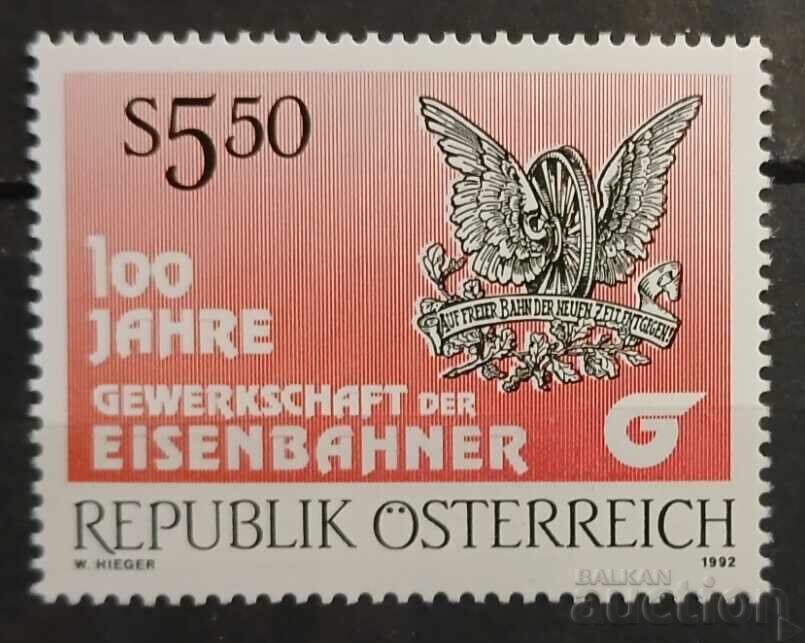 S5.50
100
JAHRE
GEWERKSCHAFT DER
EISENBAHNER
AUF FREIER BAHN DER NEUEN ZEIT ENTGEGEN!
G
REPUBLIK ÖSTERREICH
W. HIEGER
1992
BALKAN
auction